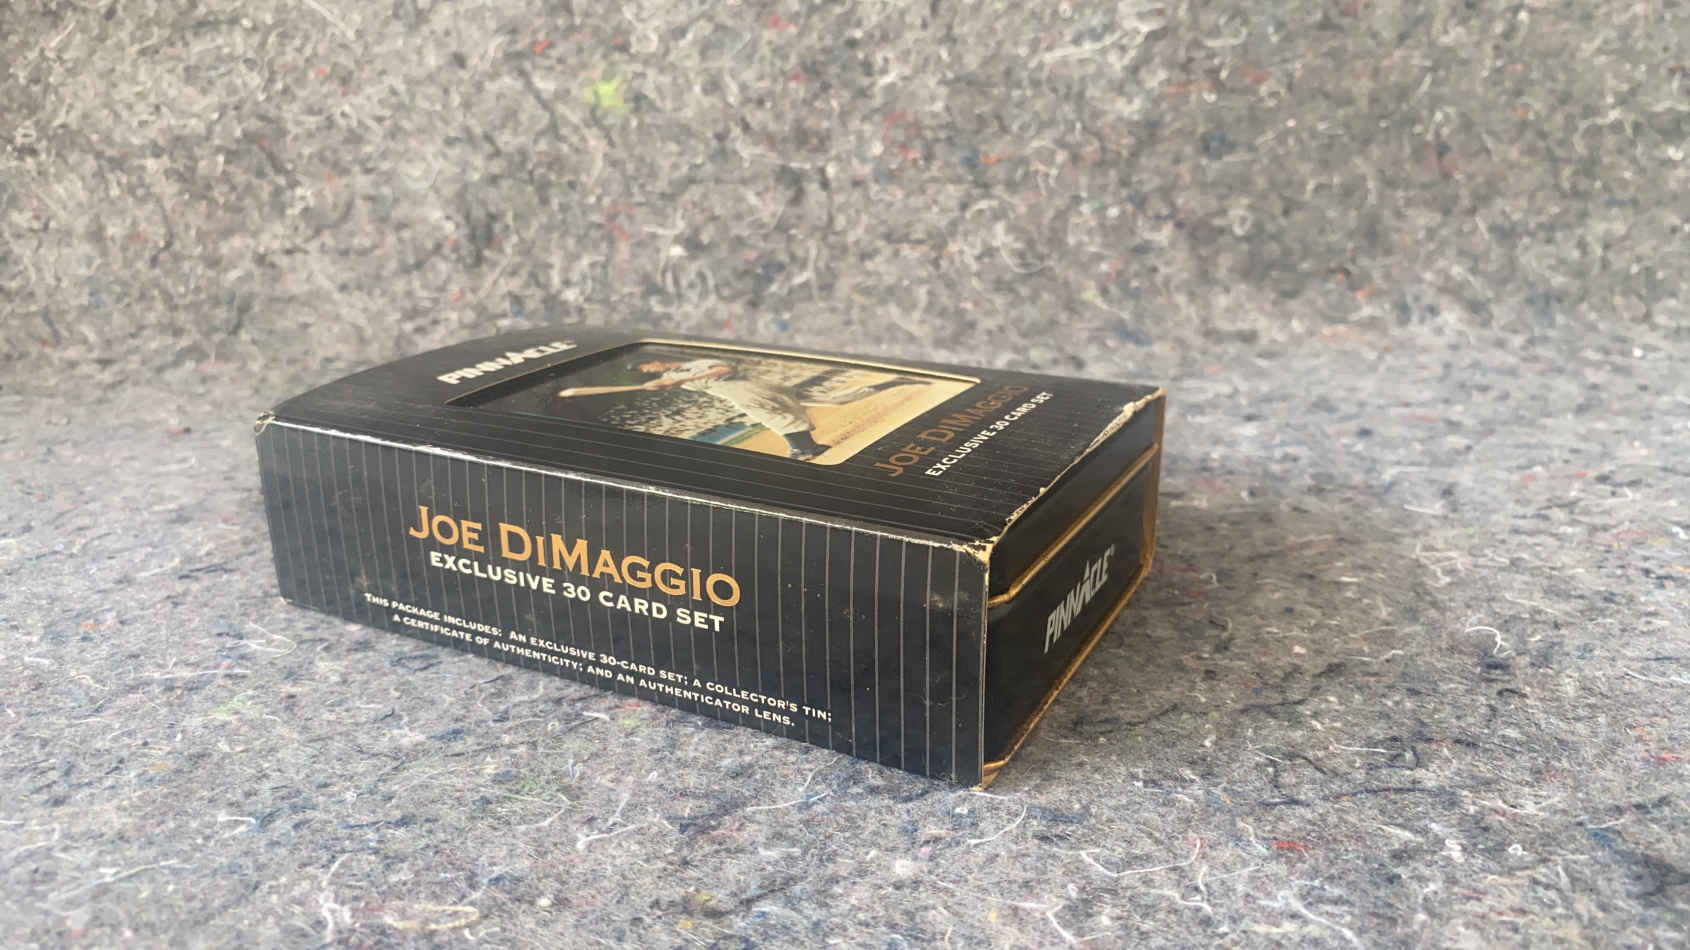 PINNACLE
JOE DIMAGGIO
EXCLUSIVE 30 CARD SET
JOE DIMAGGIO
EXCLUSIVE 30 CARD SET
THIS PACKAGE INCLUDES: AN EXCLUSIVE 30-CARD SET; A COLLECTOR'S TIN;
A CERTIFICATE OF AUTHENTICITY; AND AN AUTHENTICATOR LENS.
PINNACLE®